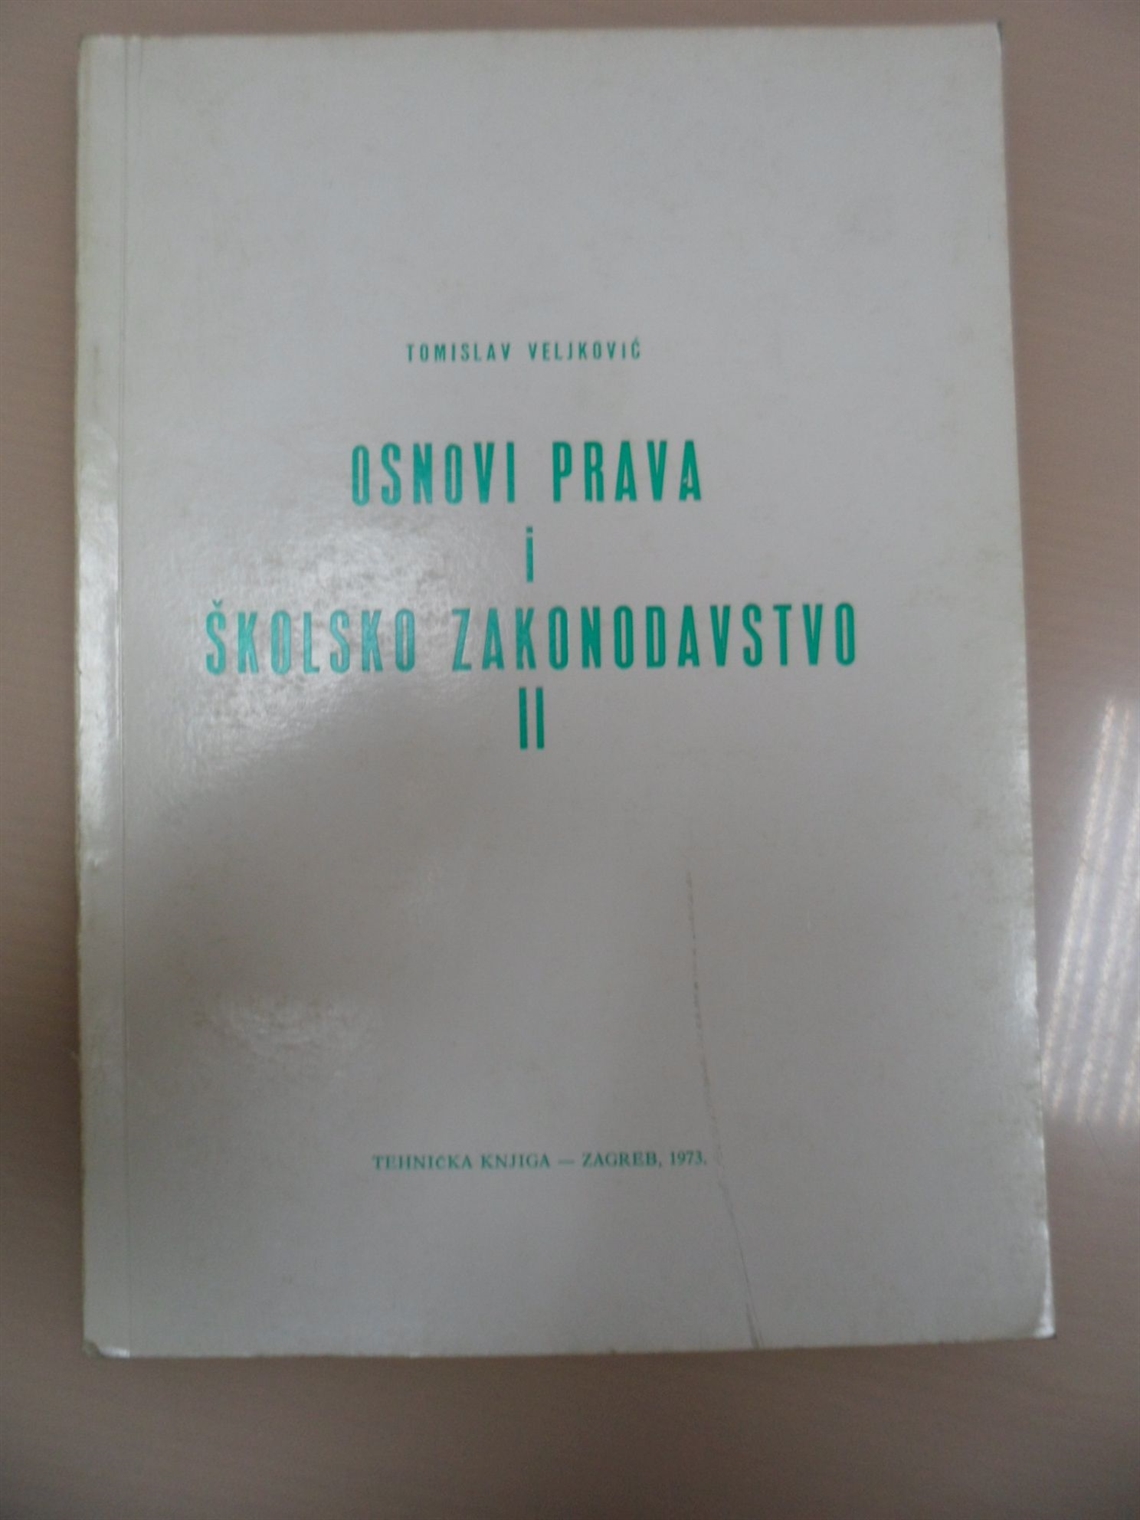 TOMISLAV VELJKOVIĆ
OSNOVI PRAVA
i
ŠKOLSKO ZAKONODAVSTVO
II
TEHNIČKA KNJIGA — ZAGREB, 1973.